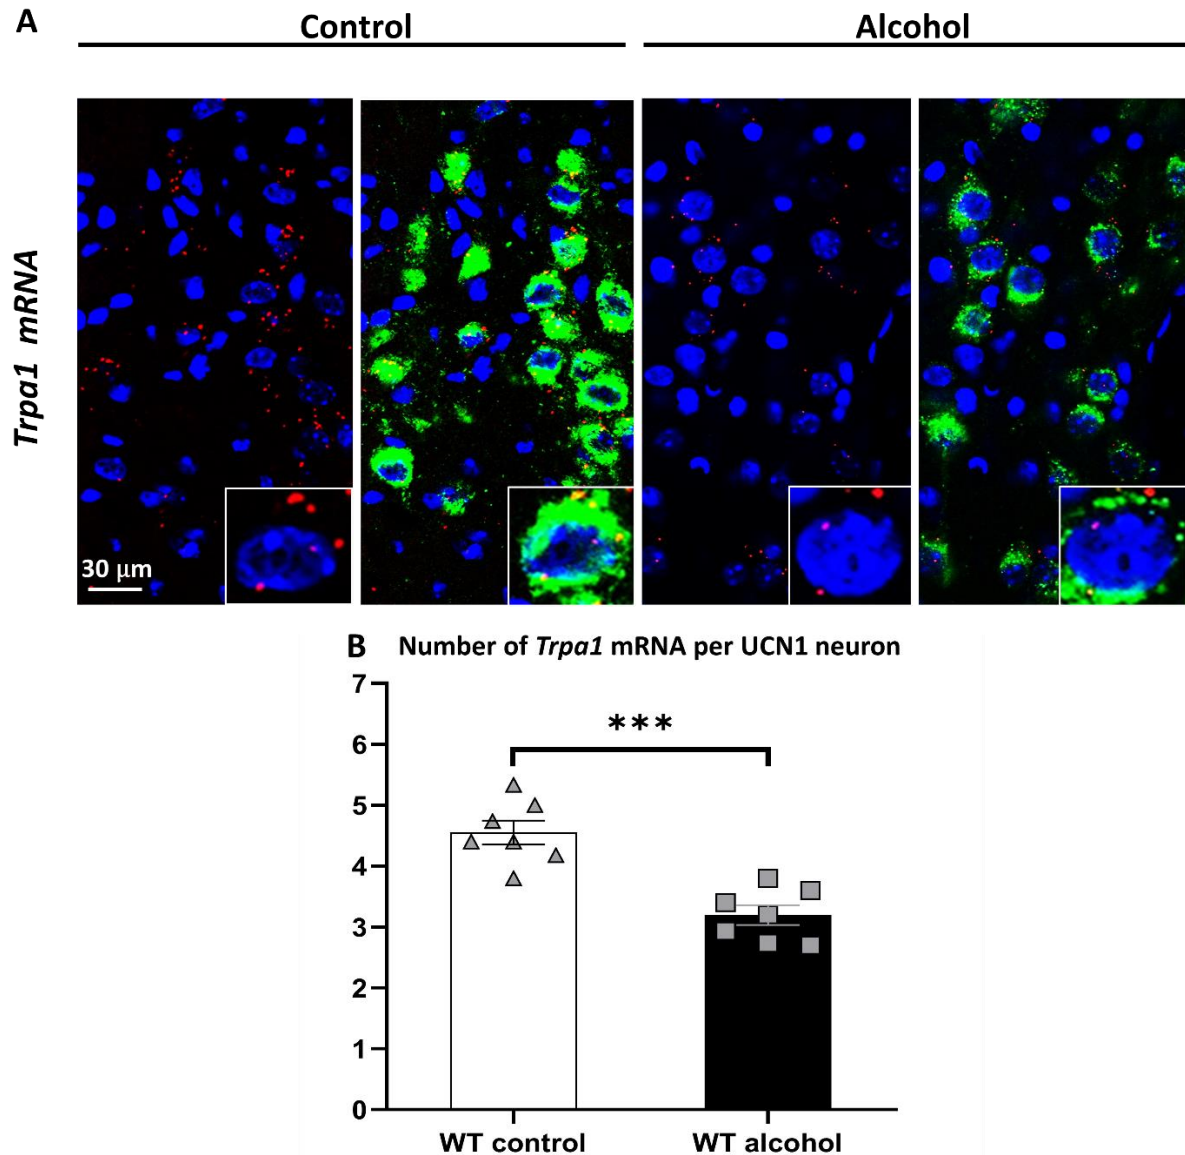 A
Control
Alcohol
Trpa1 mRNA
30 μm
B Number of Trpa1 mRNA per UCN1 neuron
7
6
5
4
3
2
1
0
***
WT control
WT alcohol